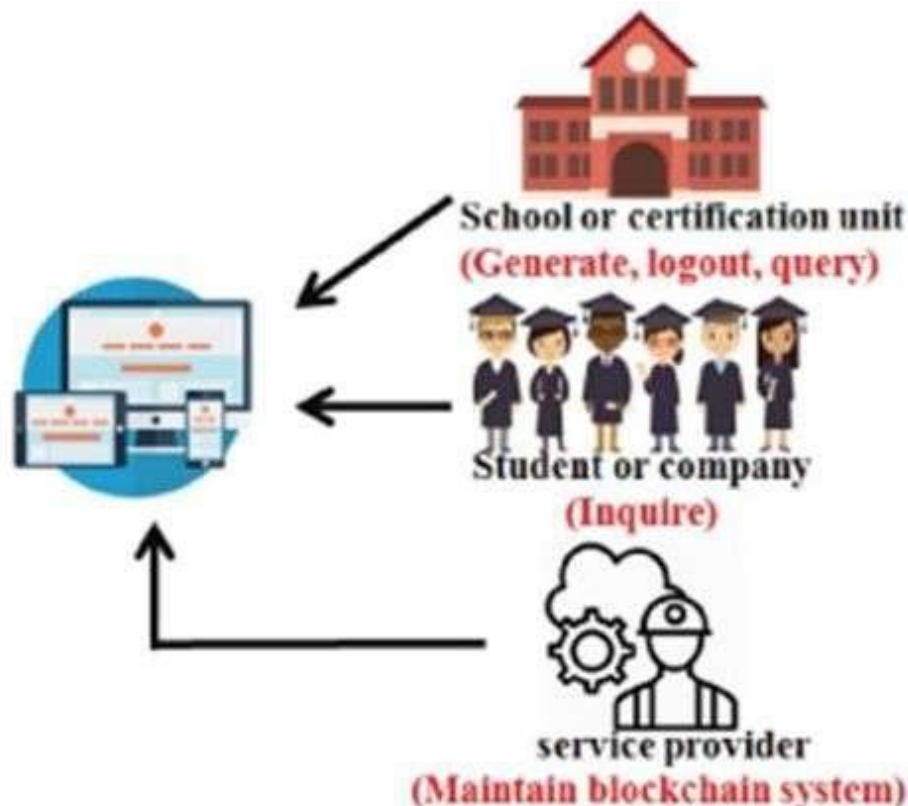 School or certification unit
(Generate, logout, query)
Student or company
(Inquire)
service provider
(Maintain blockchain system)